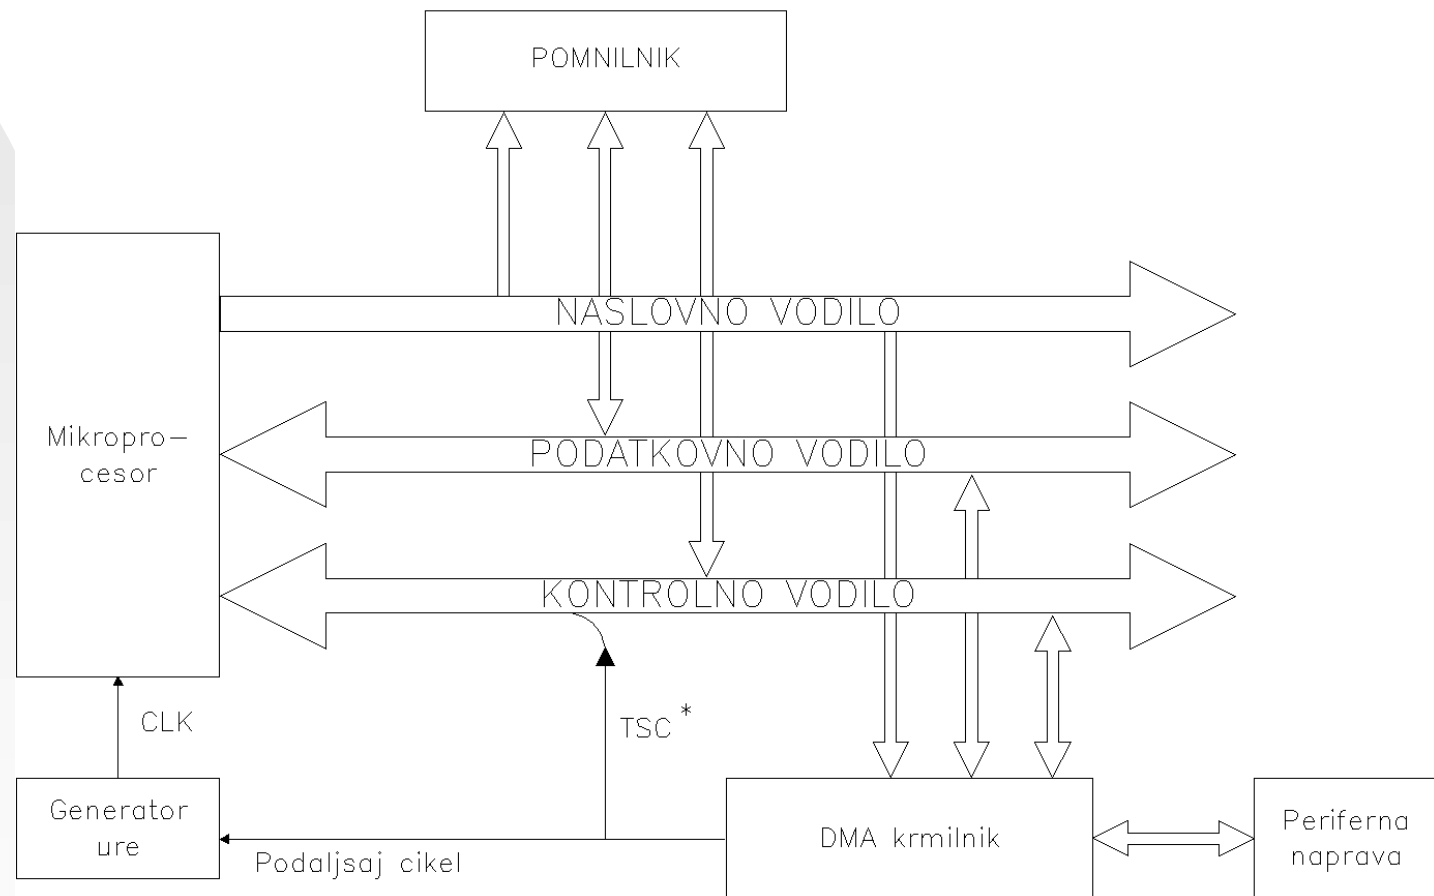 POMNILNIK
NASLOVNO VODILO
Mikropro-
cesor
PODATKOVNO VODILO
KONTROLNO VODILO
CLK
TSC *
Generator
ure
Podaljsaj cikel
DMA krmilnik
Periferna
naprava